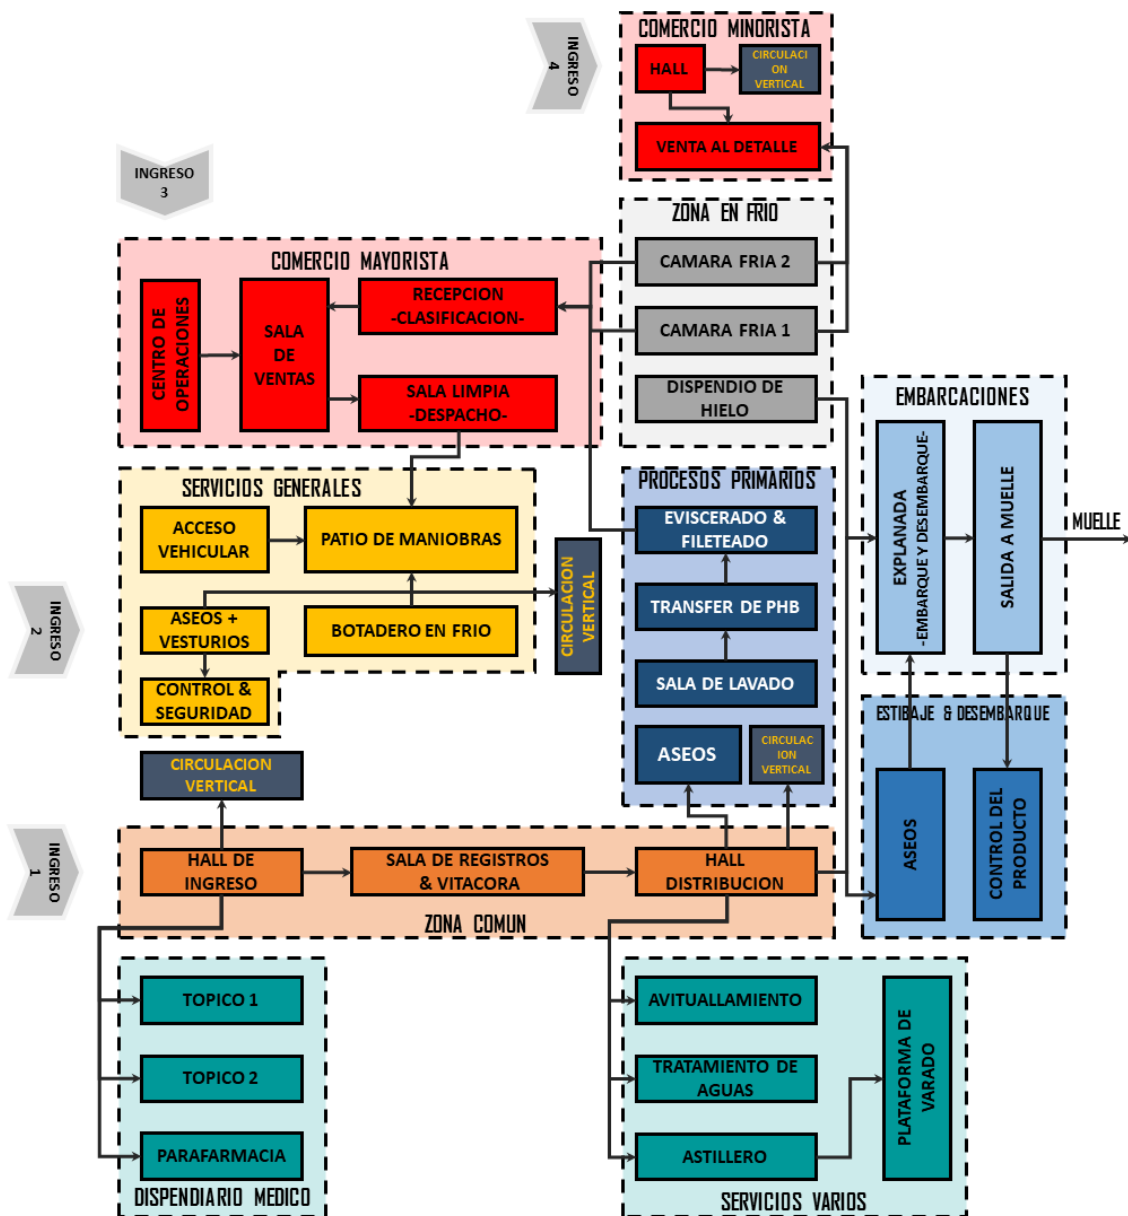 INGRESO
4
COMERCIO MINORISTA
HALL
CIRCULACI
ON
VERTICAL
VENTA AL DETALLE
INGRESO
3
ZONA EN FRIO
CAMARA FRIA 2
CAMARA FRIA 1
DISPENDIO DE
HIELO
COMERCIO MAYORISTA
CENTRO DE
OPERACIONES
SALA
DE
VENTAS
RECEPCION
-CLASIFICACION-
SALA LIMPIA
-DESPACHO-
EMBARCACIONES
EXPLANADA
-EMBARQUE Y DESEMBARQUE-
SALIDA A MUELLE
MUELLE
SERVICIOS GENERALES
ACCESO
VEHICULAR
PATIO DE MANIOBRAS
ASEOS +
VESTURIOS
BOTADERO EN FRIO
CONTROL &
SEGURIDAD
CIRCULACION
VERTICAL
INGRESO
2
PROCESOS PRIMARIOS
EVISCERADO &
FILETEADO
TRANSFER DE PHB
SALA DE LAVADO
ASEOS
CIRCULAC
ION
VERTICAL
ESTIBAJE & DESEMBARQUE
ASEOS
CONTROL DEL
PRODUCTO
CIRCULACION
VERTICAL
INGRESO
1
HALL DE
INGRESO
SALA DE REGISTROS
& VITACORA
HALL
DISTRIBUCION
ZONA COMUN
TOPICO 1
TOPICO 2
PARAFARMACIA
DISPENDIARIO MEDICO
AVITUALLAMIENTO
TRATAMIENTO DE
AGUAS
ASTILLERO
PLATAFORMA DE
VARADO
SERVICIOS VARIOS